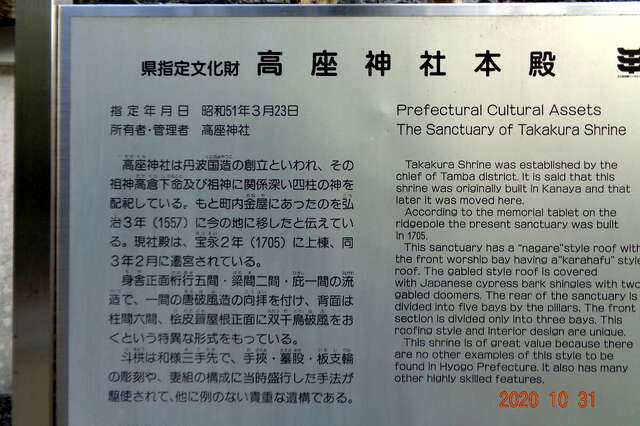 県指定文化財 高座神社本殿
指定年月日 昭和51年3月23日
所有者・管理者 高座神社
高座神社は丹波国造の創立といわれ、その
祖神高倉下命及び祖神に関係深い四柱の神を
配祀している。もと町内金屋にあったのを弘
治3年（1557）に今の地に移したと伝えてい
る。現社殿は、宝永2年（1705）に上棟、同
3年2月に遷宮されている。
身舎正面桁行五間・梁間二間・庇一間の流
造で、一間の唐破風造の向拝を付け、背面は
柱間六間、桧皮葺屋根正面に双千鳥破風をお
くという特異な形式をもっている。
斗栱は和様三手先で、手挾・蟇股・板支輪
の彫刻や、妻組の構成に当時盛行した手法が
駆使されて、他に例のない貴重な遺構である。
Prefectural Cultural Assets
The Sanctuary of Takakura Shrine
Takakura Shrine was established by the
chief of Tamba district. It is said that this
shrine was originally built in Kanaya and that
later it was moved here.
According to the memorial tablet on the
ridgepole the present sanctuary was built
in 1705.
This sanctuary has a "nagare"style roof with
the front worship bay having a"karahafu" style
roof. The gabled style roof is covered
with Japanese cypress bark shingles with two
gabled doomers. The rear of the sanctuary is
divided into five bays by the pillars. The front
section is divided only into three bays. This
roofing style and interior design are unique.
This shrine is of great value because there
are no other examples of this style to be
found in Hyogo Prefecture. It also has many
other highly skilled features.
2020 10 31